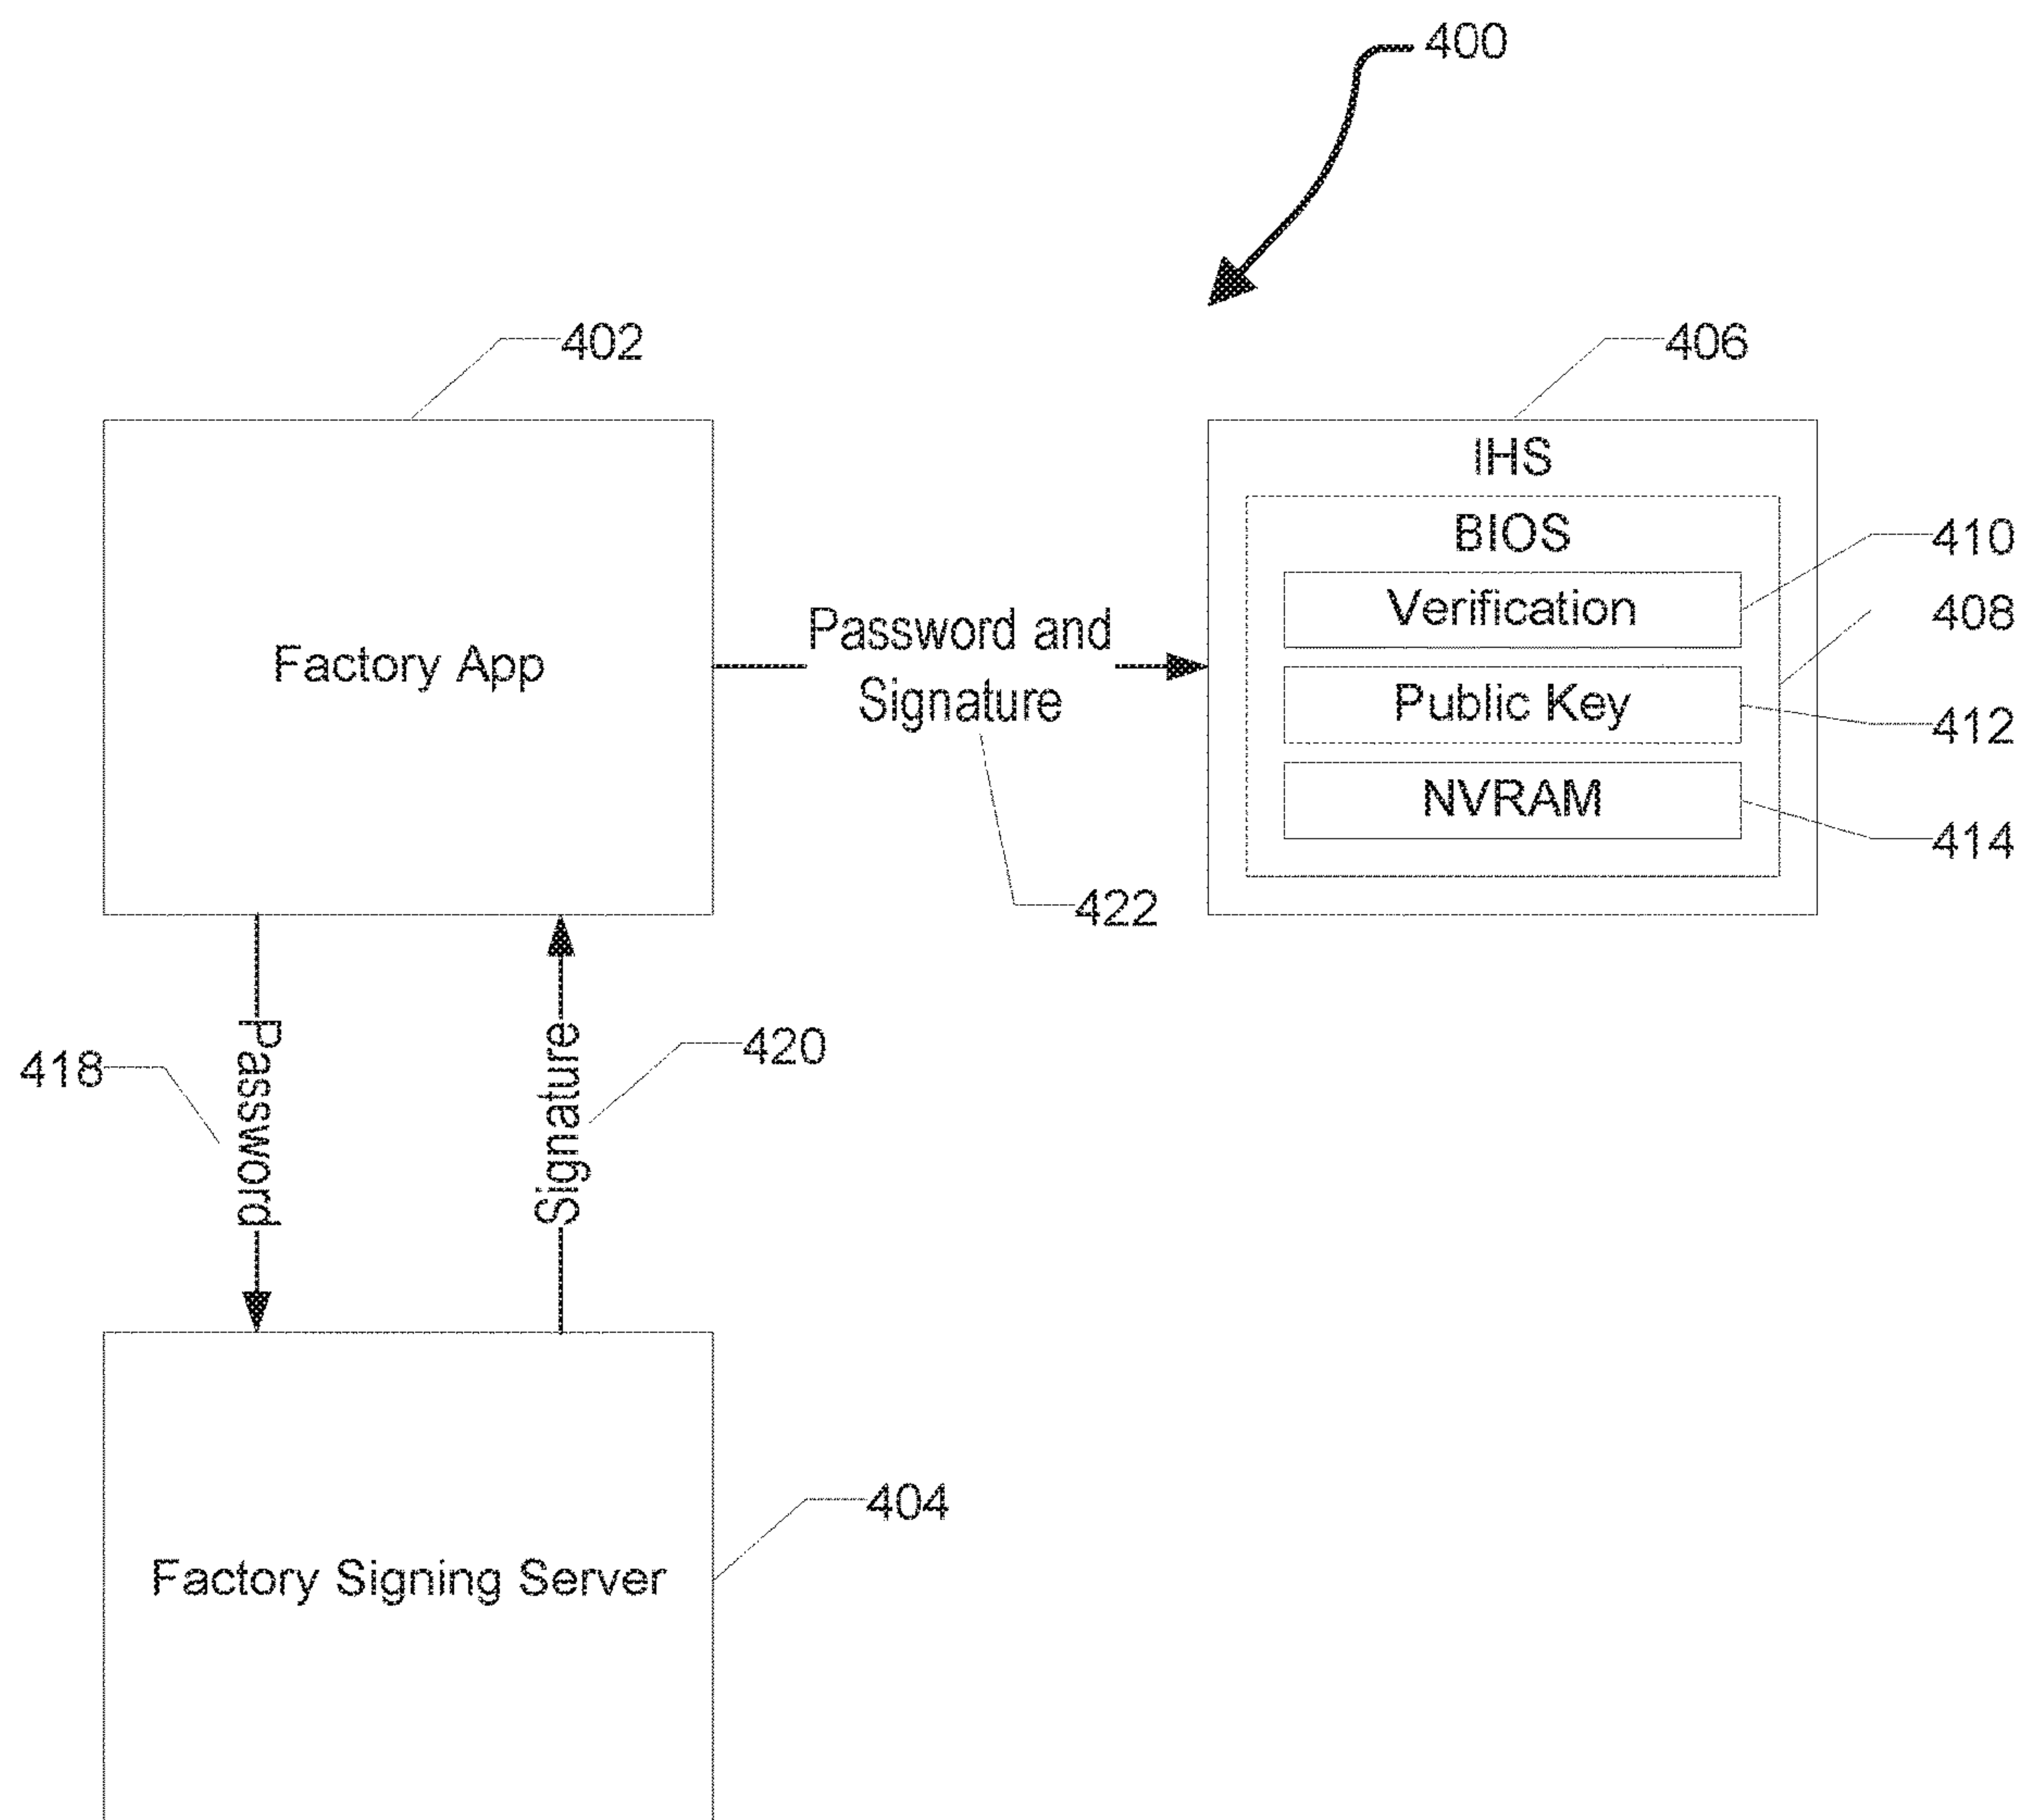 400
402
406
IHS
BIOS
410
Verification
408
Public Key
412
NVRAM
414
Factory App
Password and
Signature
422
Password
418
Signature
420
404
Factory Signing Server